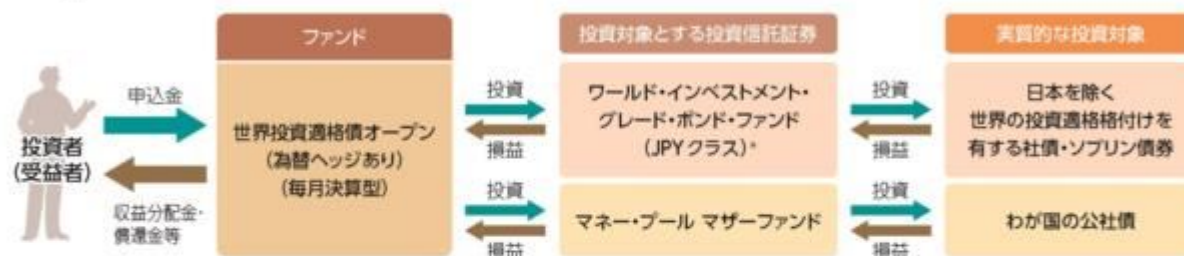 ファンド
投資対象とする投資信託証券
実質的な投資対象
投資者
(受益者)
申込金
収益分配金・
償還金等
世界投資適格債オープン
(為替ヘッジあり)
(毎月決算型)
投資
損益
ワールド・インベストメント・
グレード・ボンド・ファンド
(JPYクラス)*
投資
損益
日本を除く
世界の投資適格格付けを
有する社債・ソブリン債券
投資
損益
マネー・プール マザーファンド
投資
損益
わが国の公社債